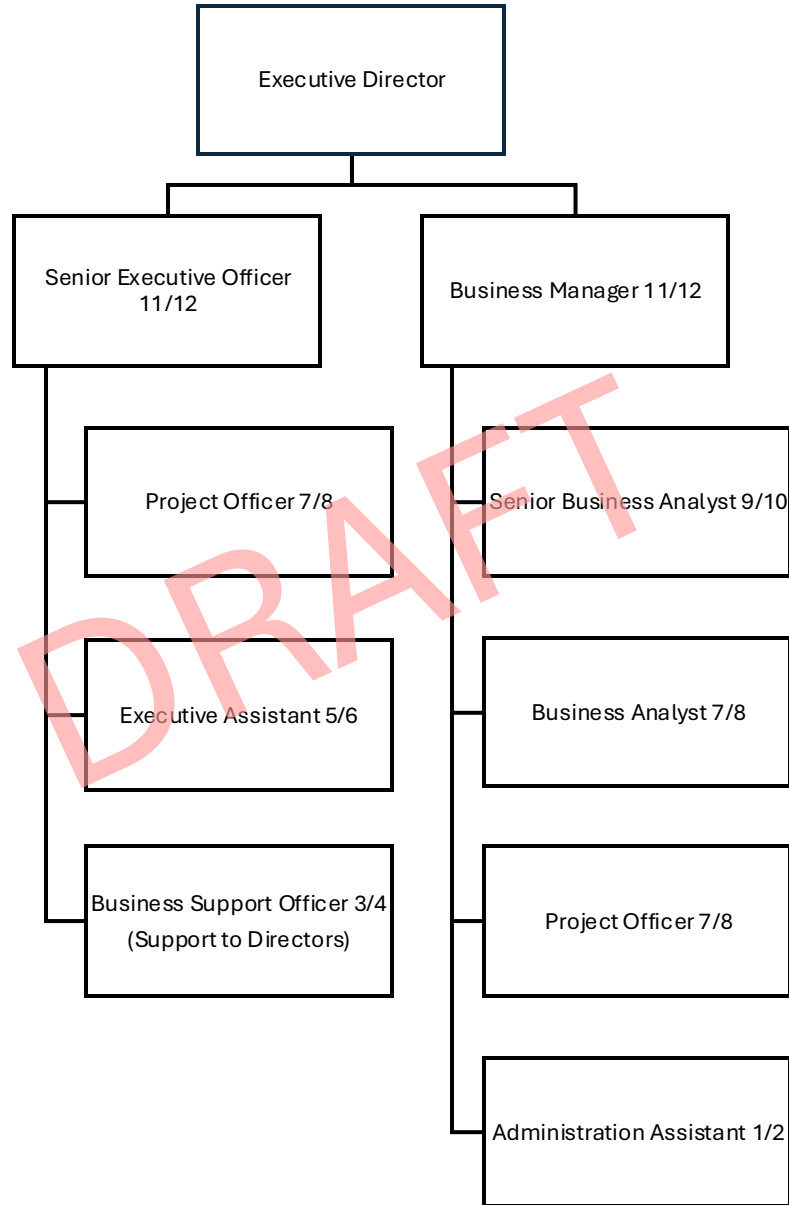 Executive Director
Senior Executive Officer
11/12
Business Manager 11/12
Project Officer 7/8
Senior Business Analyst 9/10
Executive Assistant 5/6
Business Analyst 7/8
Business Support Officer 3/4
(Support to Directors)
Project Officer 7/8
Administration Assistant 1/2
DRAFT